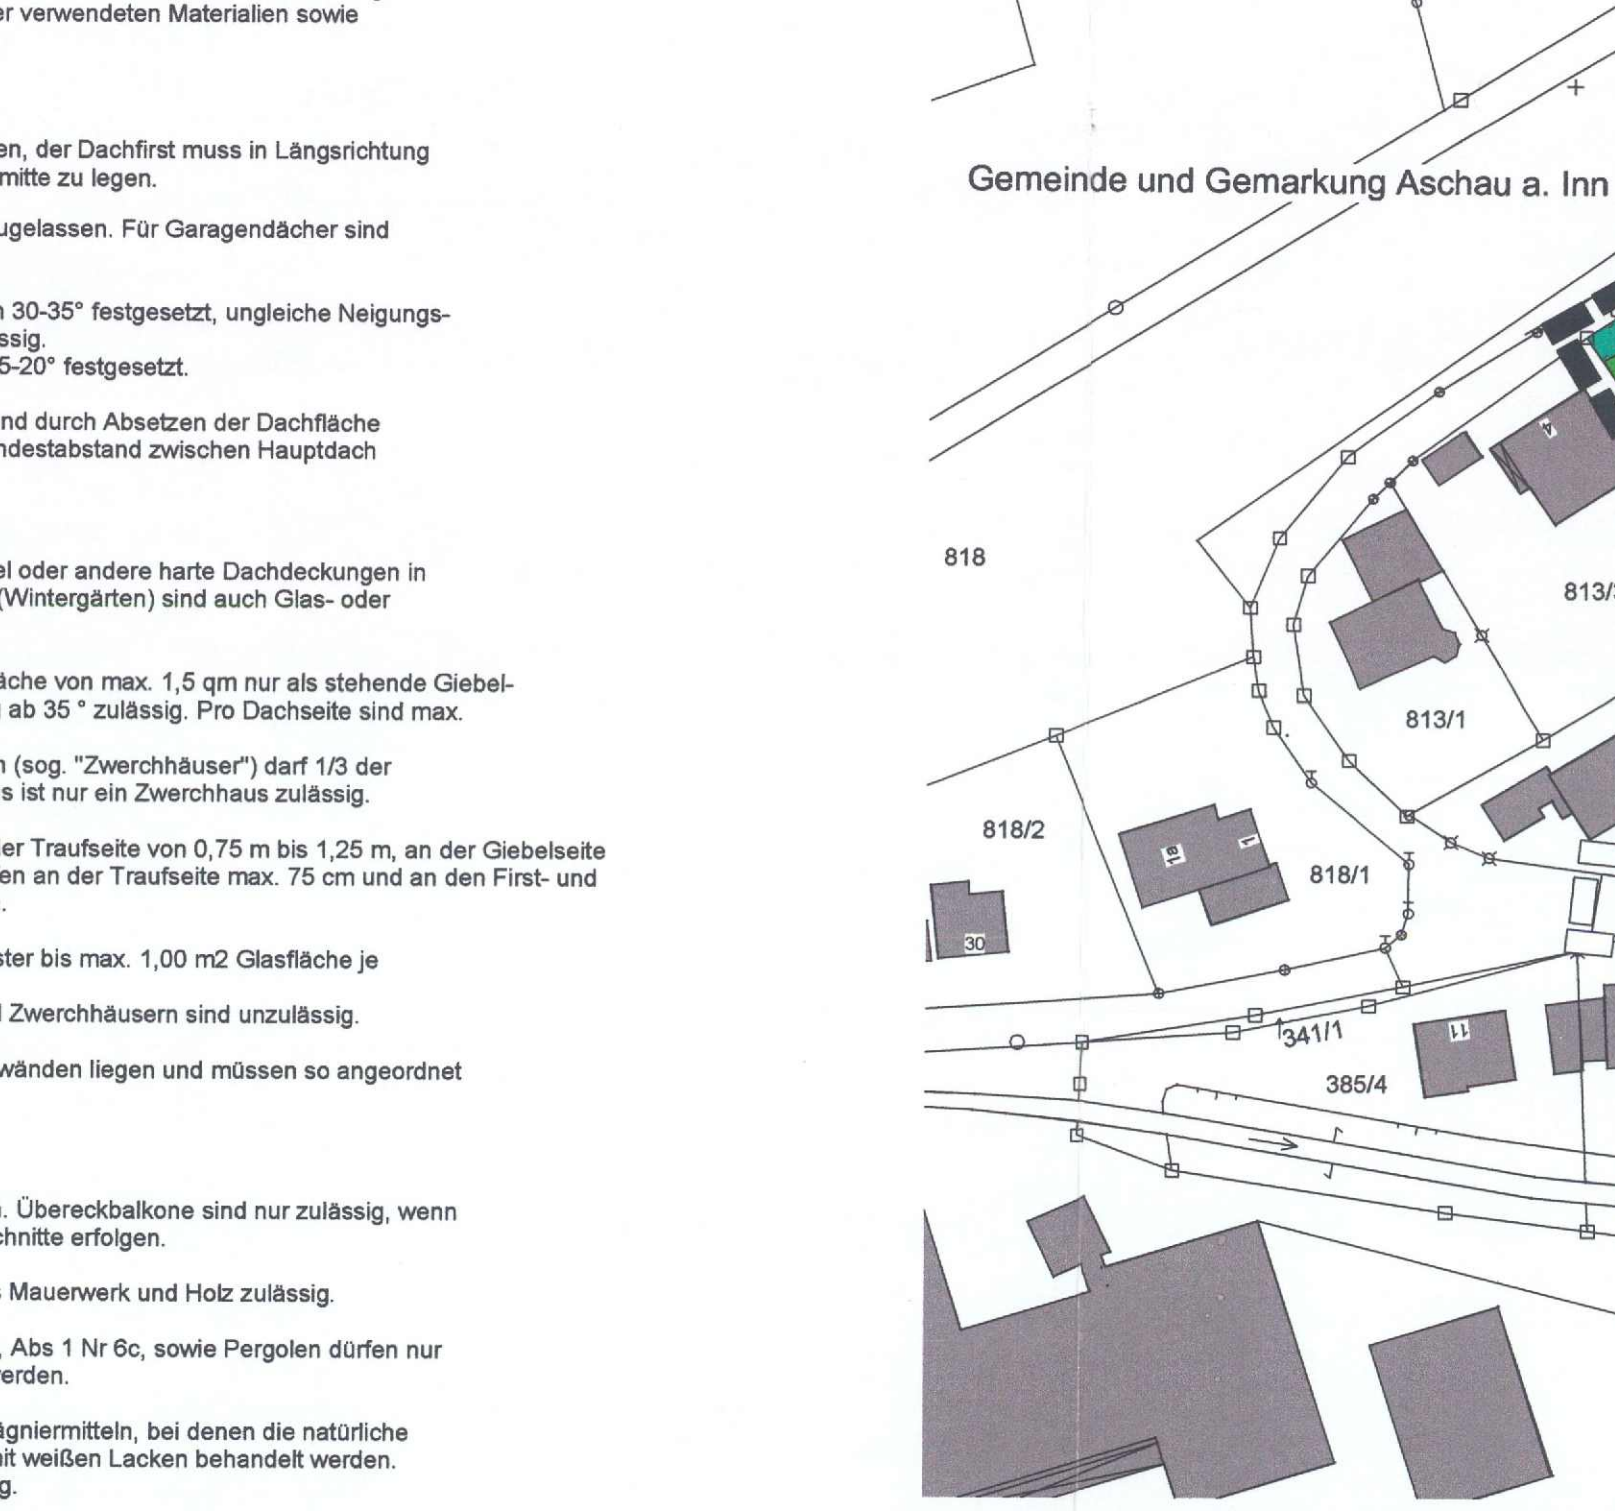 er verwendeten Materialien sowie
en, der Dachfirst muss in Längsrichtung
mitte zu legen.
ugelassen. Für Garagendächer sind
30-35° festgesetzt, ungleiche Neigungs-
ssig.
5-20° festgesetzt.
nd durch Absetzen der Dachfläche
ndestabstand zwischen Hauptdach
el oder andere harte Dachdeckungen in
(Wintergärten) sind auch Glas- oder
äche von max. 1,5 qm nur als stehende Giebel-
ab 35 ° zulässig. Pro Dachseite sind max.
n (sog. "Zwerchhäuser") darf 1/3 der
s ist nur ein Zwerchhaus zulässig.
er Traufseite von 0,75 m bis 1,25 m, an der Giebelseite
en an der Traufseite max. 75 cm und an den First- und
.
ster bis max. 1,00 m2 Glasfläche je
Zwerchhäusern sind unzulässig.
wänden liegen und müssen so angeordnet
. Übereckbalkone sind nur zulässig, wenn
chnitte erfolgen.
s Mauerwerk und Holz zulässig.
, Abs 1 Nr 6c, sowie Pergolen dürfen nur
erden.
ägniermitteln, bei denen die natürliche
it weißen Lacken behandelt werden.
g.
Gemeinde und Gemarkung Aschau a. Inn
4
818
813/
813/1
818/2
1a
1
818/1
30
341/1
11
385/4